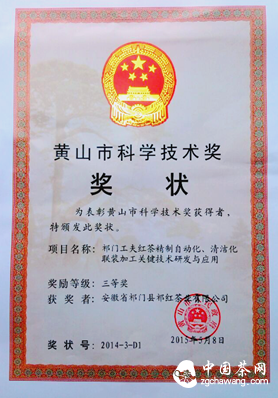 黄山市科学技术奖
奖 状
为表彰黄山市科学技术奖获得者，
特颁发此奖状。
项目名称：祁门工夫红茶精制自动化、清洁化
联装加工关键技术研发与应用
奖励等级：三等奖
获 奖 者：安徽省祁门县祁红茶业有限公司
2015年3月8日
奖 状 号：2014-3-D1
中国茶网
zgchawang.com